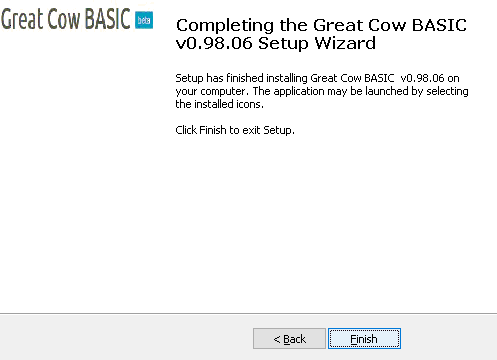 Great Cow BASIC beta
Completing the Great Cow BASIC
v0.98.06 Setup Wizard
Setup has finished installing Great Cow BASIC  v0.98.06 on
your computer. The application may be launched by selecting
the installed icons.
Click Finish to exit Setup.
< Back
Finish